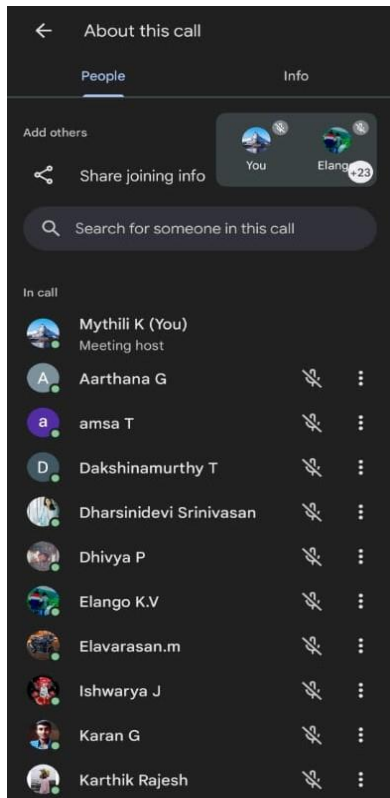 About this call
People
Info
Add others
You
Elang
+23
Share joining info
Search for someone in this call
In call
Mythili K (You)
Meeting host
A
Aarthana G
a
amsa T
D
Dakshinamurthy T
Dharsinidevi Srinivasan
Dhivya P
Elango K.V
Elavarasan.m
Ishwarya J
Karan G
Karthik Rajesh